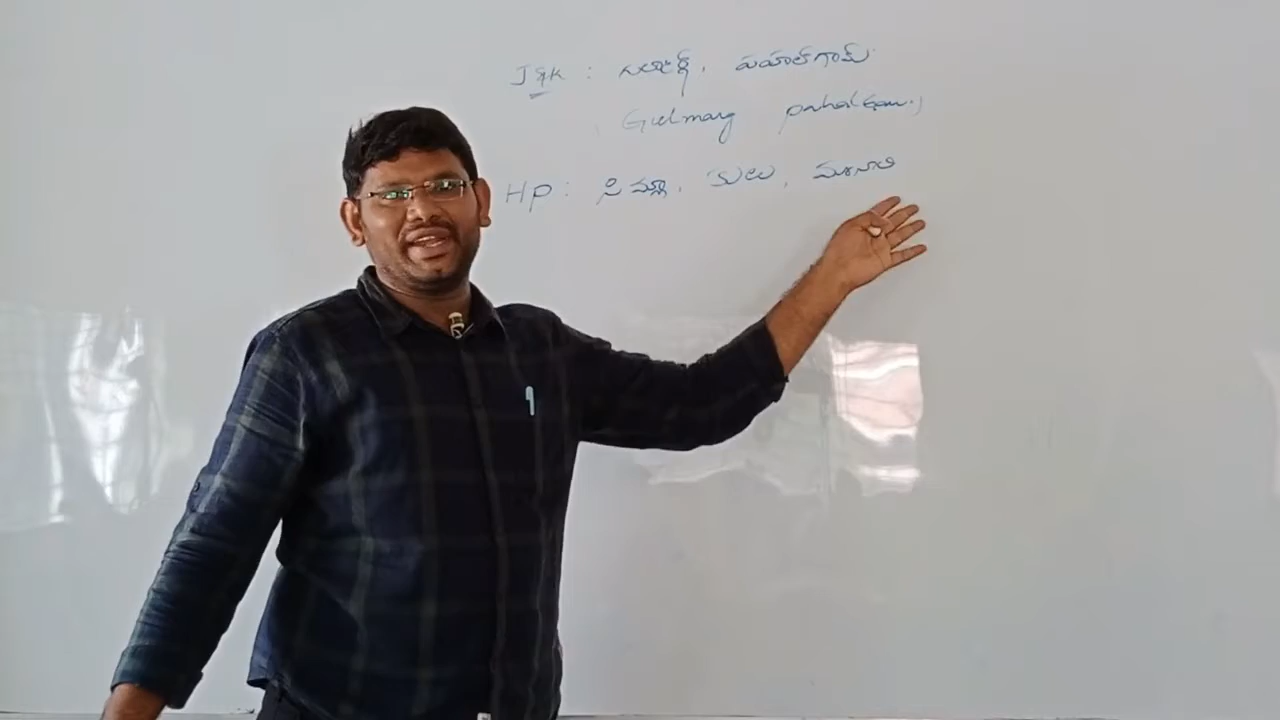 J&K : గుల్మార్గ్, పహల్‌గామ్
(Gulmarg pahalgam)
HP : సిమ్లా, కులు, మనాలి